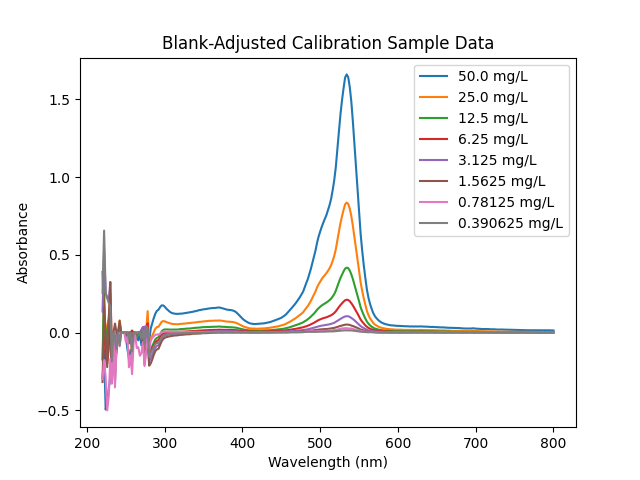 Blank-Adjusted Calibration Sample Data
Absorbance
1.5
1.0
0.5
0.0
−0.5
50.0 mg/L
25.0 mg/L
12.5 mg/L
6.25 mg/L
3.125 mg/L
1.5625 mg/L
0.78125 mg/L
0.390625 mg/L
200 300 400 500 600 700 800
Wavelength (nm)